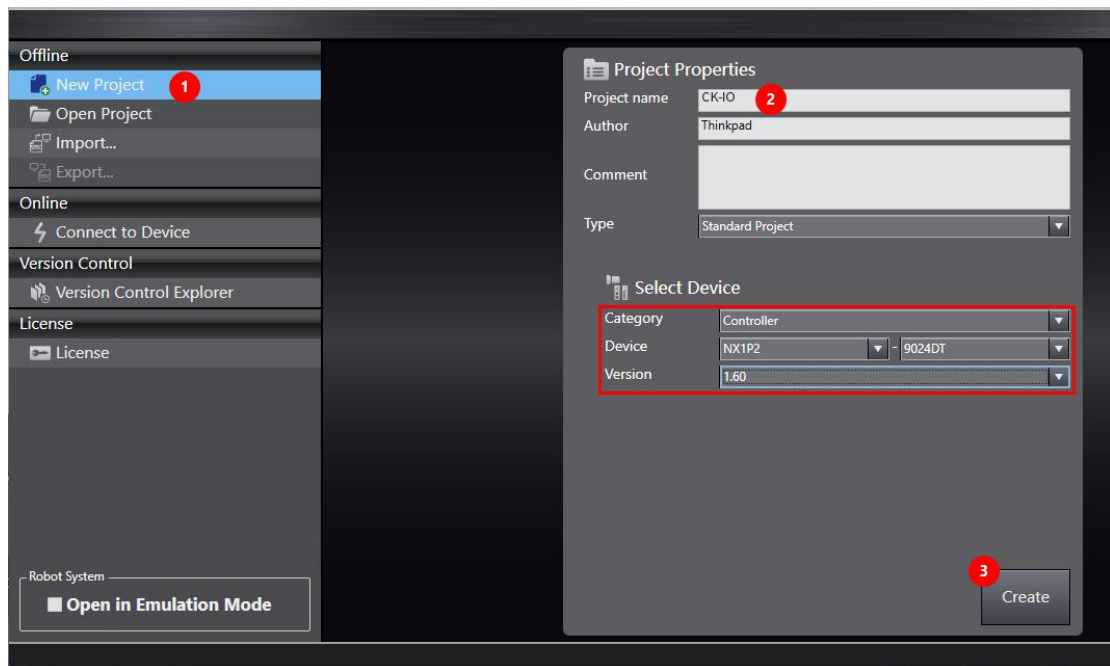 Offline
New Project 1
Open Project
Import...
Export...
Online
Connect to Device
Version Control
Version Control Explorer
License
License
Robot System
Open in Emulation Mode
Project Properties
Project name CK-IO 2
Author Thinkpad
Comment
Type Standard Project
Select Device
Category Controller
Device NX1P2 - 9024DT
Version 1.60
3
Create